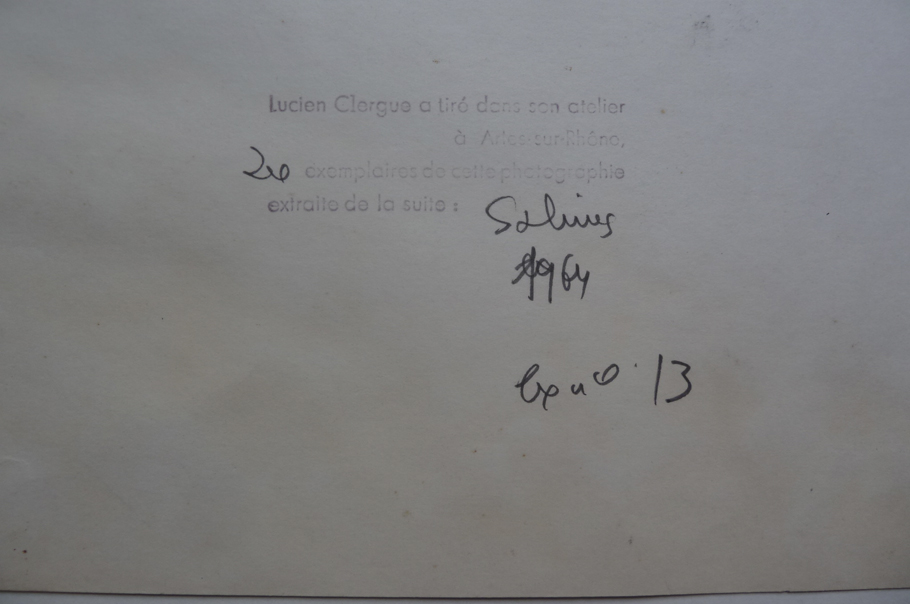 Lucien Clergue a tiré dans son atelier
à Arles-sur-Rhône,
20 exemplaires de cette photographie
extraite de la suite : Salines
1964
ex n° 13